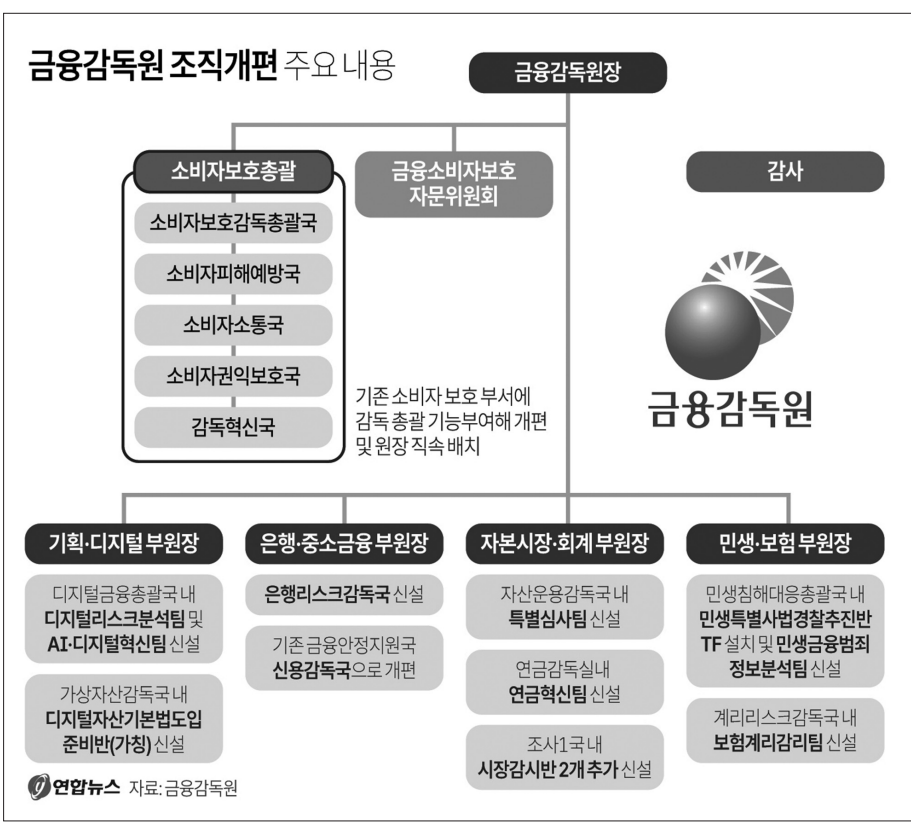 금융감독원 조직개편 주요 내용
금융감독원장
소비자보호총괄
소비자보호감독총괄국
소비자피해예방국
소비자소통국
소비자권익보호국
감독혁신국
금융소비자보호
자문위원회
감사
기존 소비자 보호 부서에
감독 총괄 기능부여해 개편
및 원장 직속 배치
금융감독원
기획·디지털 부원장
디지털금융총괄국 내
디지털리스크분석팀 및
AI·디지털혁신팀 신설
가상자산감독국 내
디지털자산기본법도입
준비반(가칭) 신설
은행·중소금융 부원장
은행리스크감독국 신설
기존 금융안정지원국
신용감독국으로 개편
자본시장·회계 부원장
자산운용감독국 내
특별심사팀 신설
연금감독실내
연금혁신팀 신설
조사1국 내
시장감시반 2개 추가 신설
민생·보험 부원장
민생침해대응총괄국 내
민생특별사법경찰추진반
TF 설치 및 민생금융범죄
정보분석팀 신설
계리리스크감독국 내
보험계리감리팀 신설
연합뉴스 자료: 금융감독원